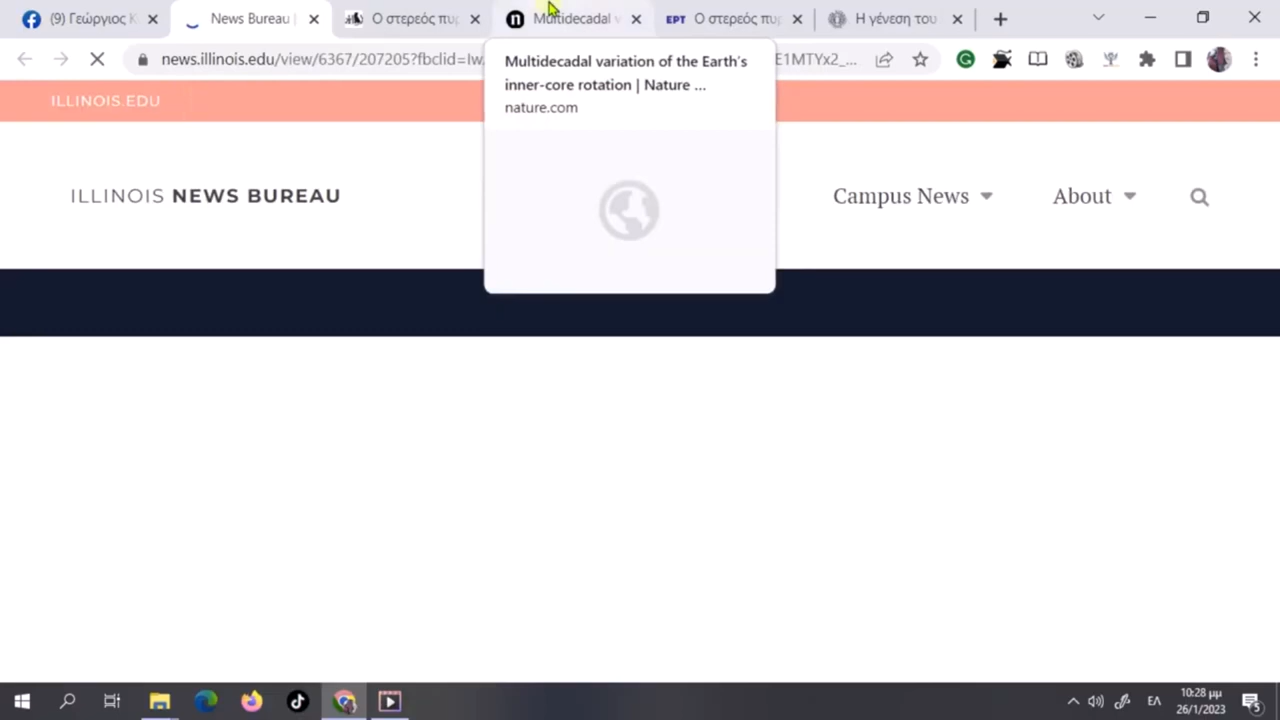 (9) Γεώργιος Κ
News Bureau |
Ο στερεός πυρ
Multidecadal v
ΕΡΤ Ο στερεός πυρ
Η γένεση του
news.illinois.edu/view/6367/207205?fbclid=Iw
E1MTYx2_...
Multidecadal variation of the Earth's
inner-core rotation | Nature ...
nature.com
ILLINOIS.EDU
ILLINOIS NEWS BUREAU
Campus News
About
ΕΛ
10:28 μμ
26/1/2023
5